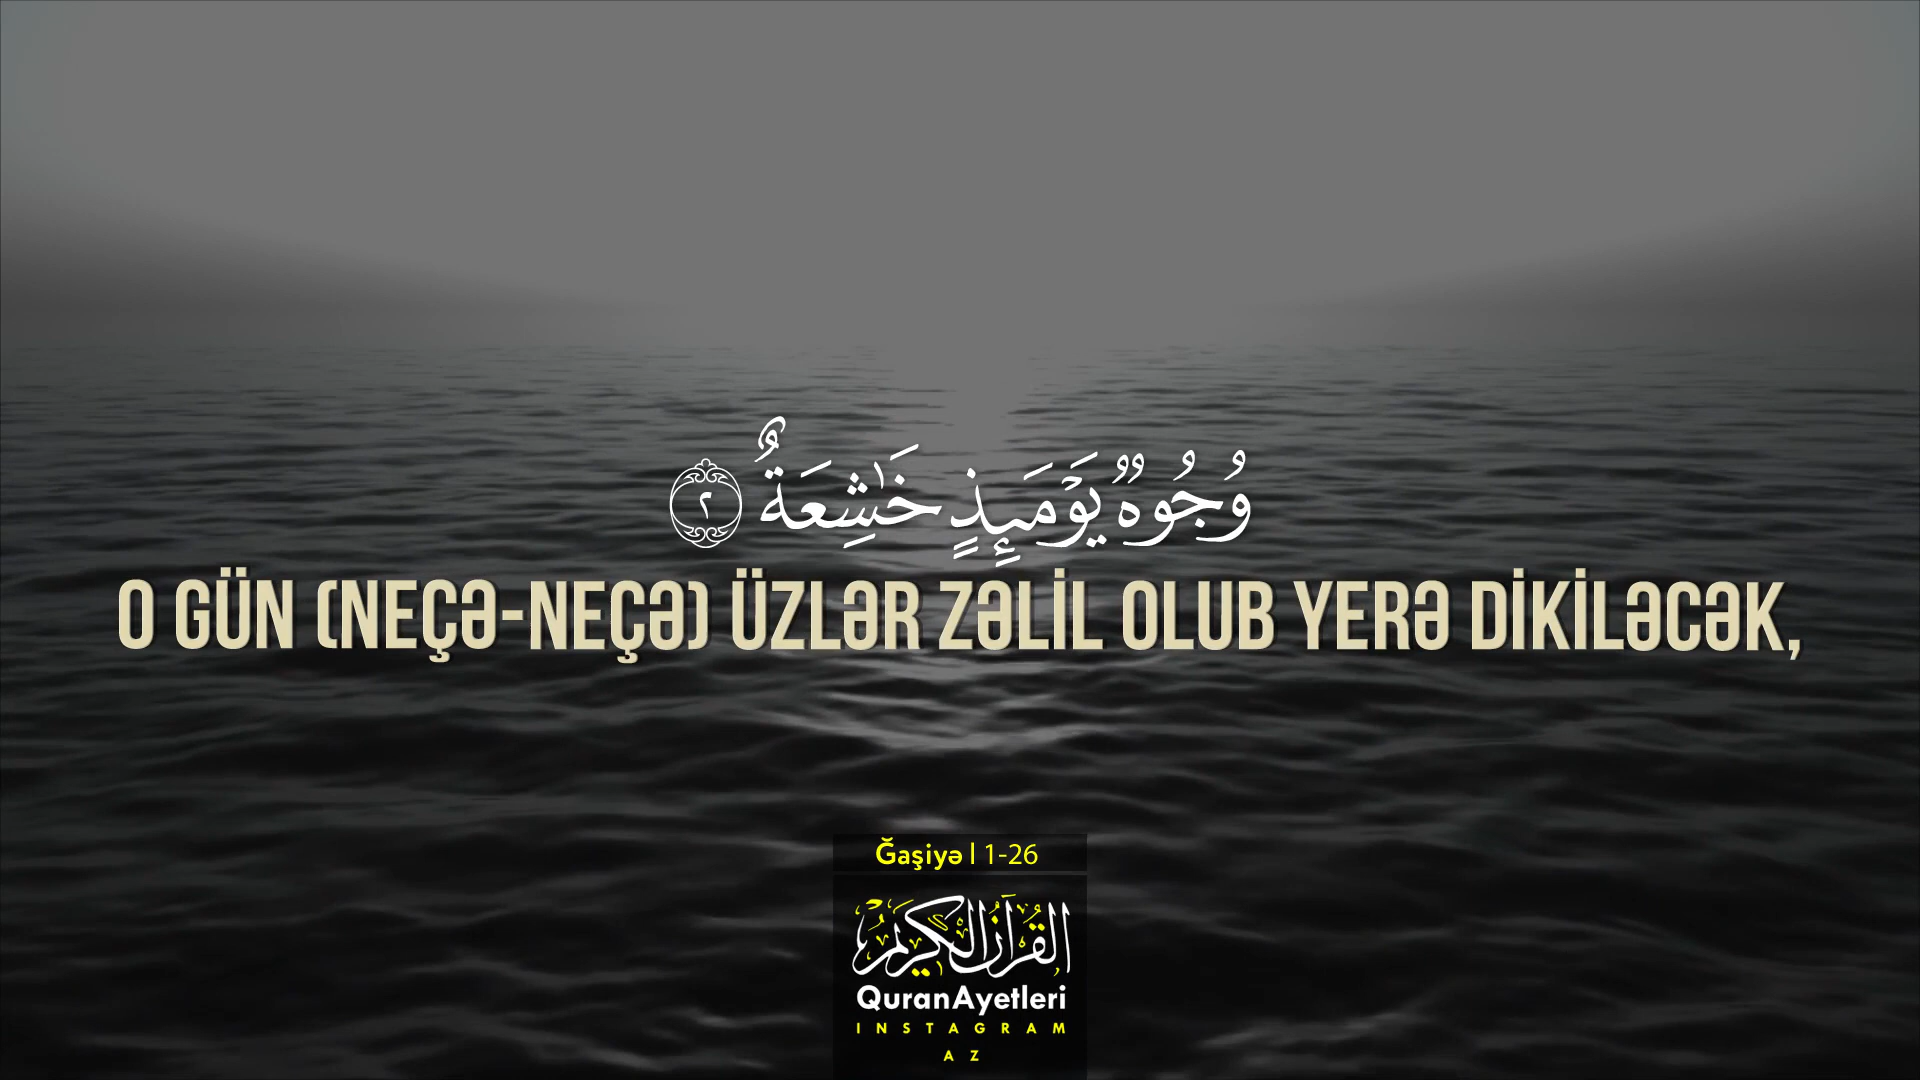 وُجُوهٌ يَوْمَئِذٍ خَٰشِعَةٌ ٢
O GÜN (NEÇƏ-NEÇƏ) ÜZLƏR ZƏLİL OLUB YERƏ DİKİLƏCƏK,
Ğaşiyə | 1-26
القرآن الكريم
QuranAyetleri
INSTAGRAM
AZ